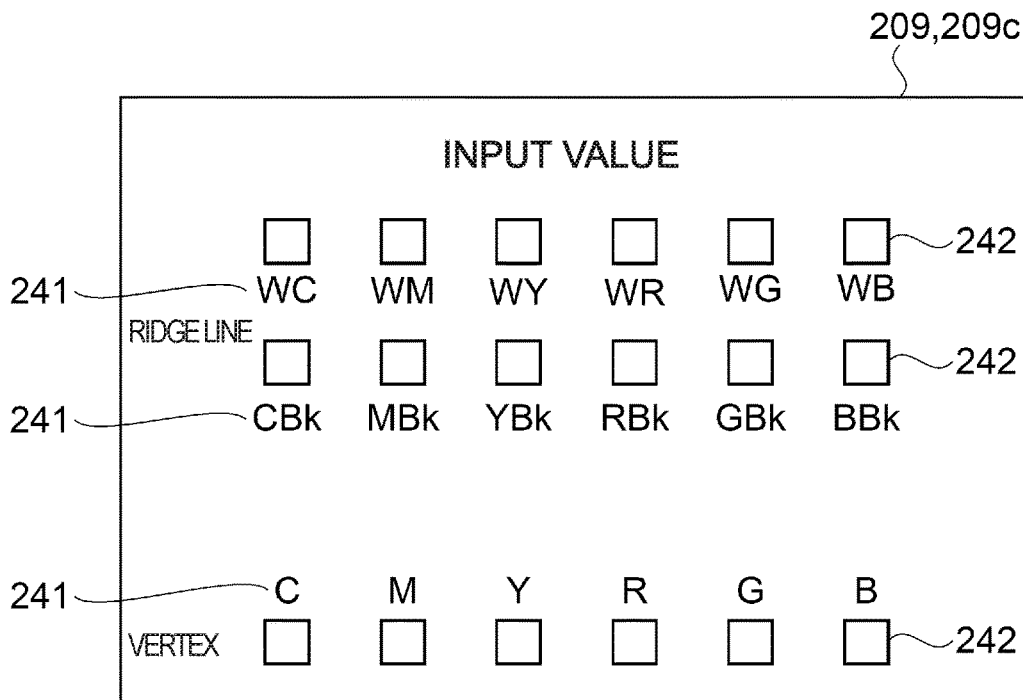 209,209c
INPUT VALUE
242
241 WC WM WY WR WG WB
RIDGE LINE
242
241 CBk MBk YBk RBk GBk BBk
241 C M Y R G B
VERTEX 242